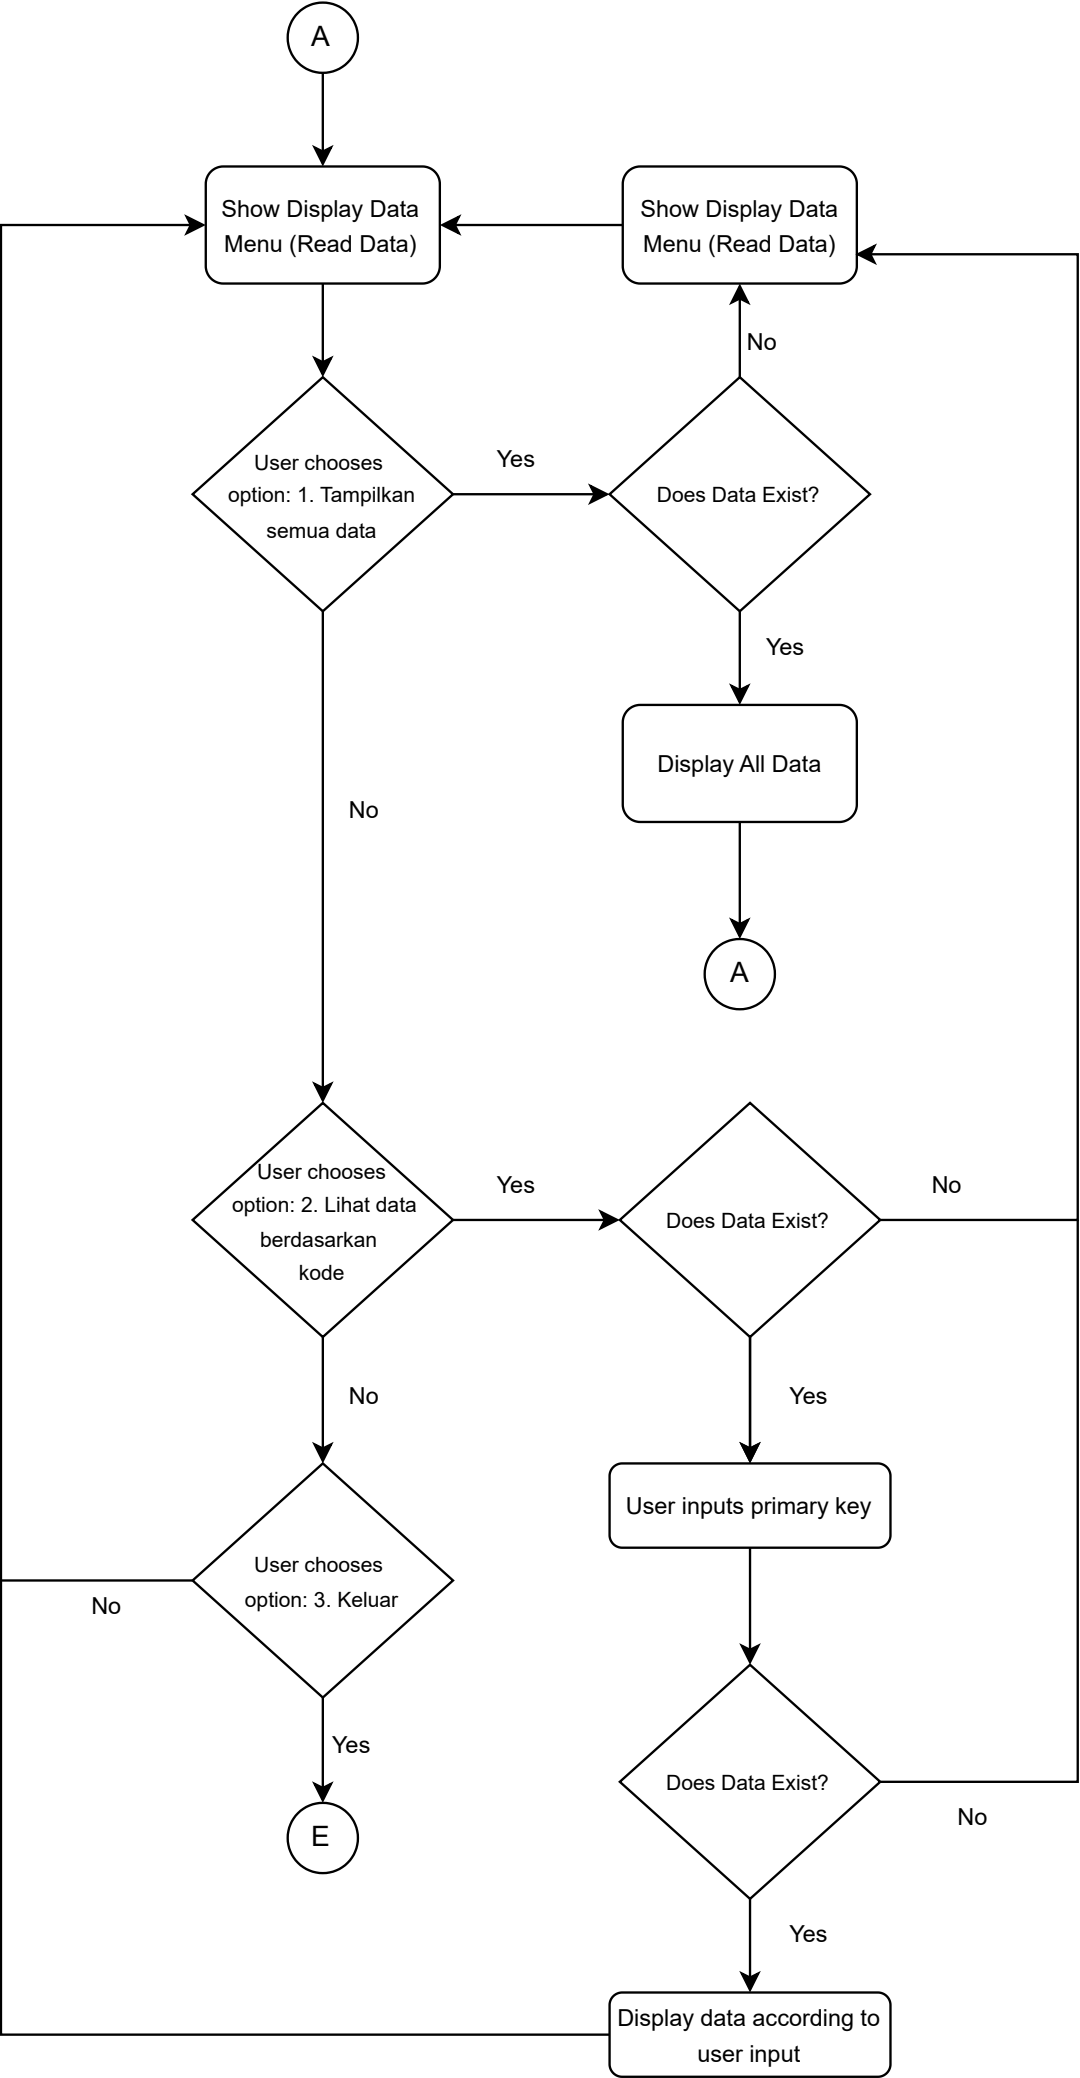 A
Show Display Data
Menu (Read Data)
Show Display Data
Menu (Read Data)
No
User chooses
option: 1. Tampilkan
semua data
Yes
Does Data Exist?
Yes
Display All Data
No
A
User chooses
option: 2. Lihat data
berdasarkan
kode
Yes
Does Data Exist?
No
No
Yes
User inputs primary key
User chooses
option: 3. Keluar
No
Yes
Does Data Exist?
No
E
Yes
Display data according to
user input